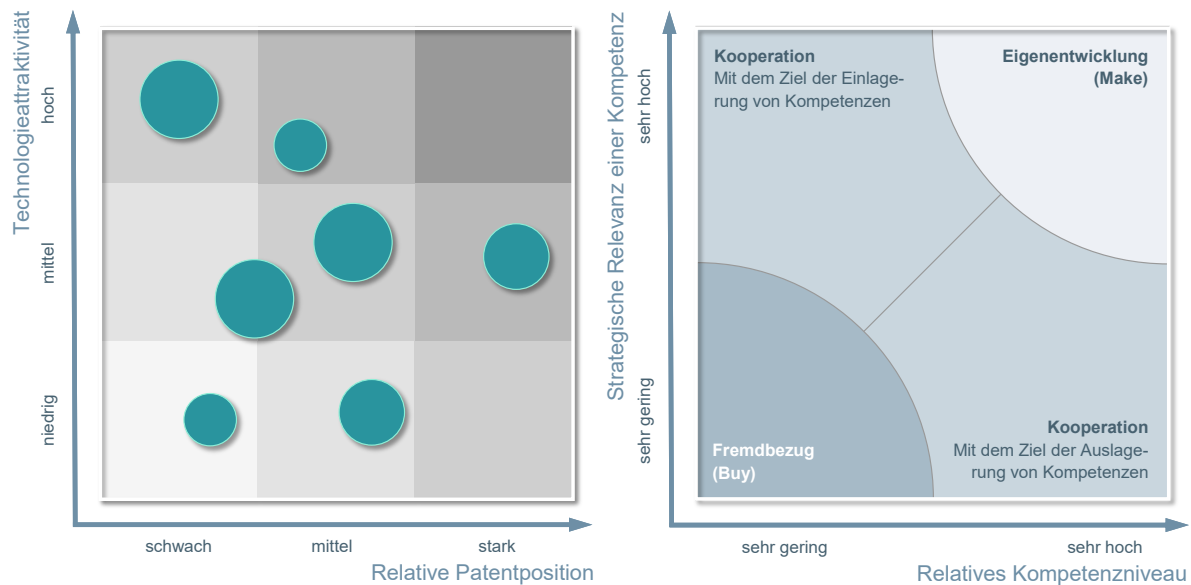 Technologieattraktivität
hoch
mittel
niedrig
schwach
mittel
stark
Relative Patentposition
Strategische Relevanz einer Kompetenz
sehr hoch
sehr gering
Kooperation
Mit dem Ziel der Einlage-
rung von Kompetenzen
Eigenentwicklung
(Make)
Fremdbezug
(Buy)
Kooperation
Mit dem Ziel der Auslage-
rung von Kompetenzen
sehr gering
sehr hoch
Relatives Kompetenzniveau